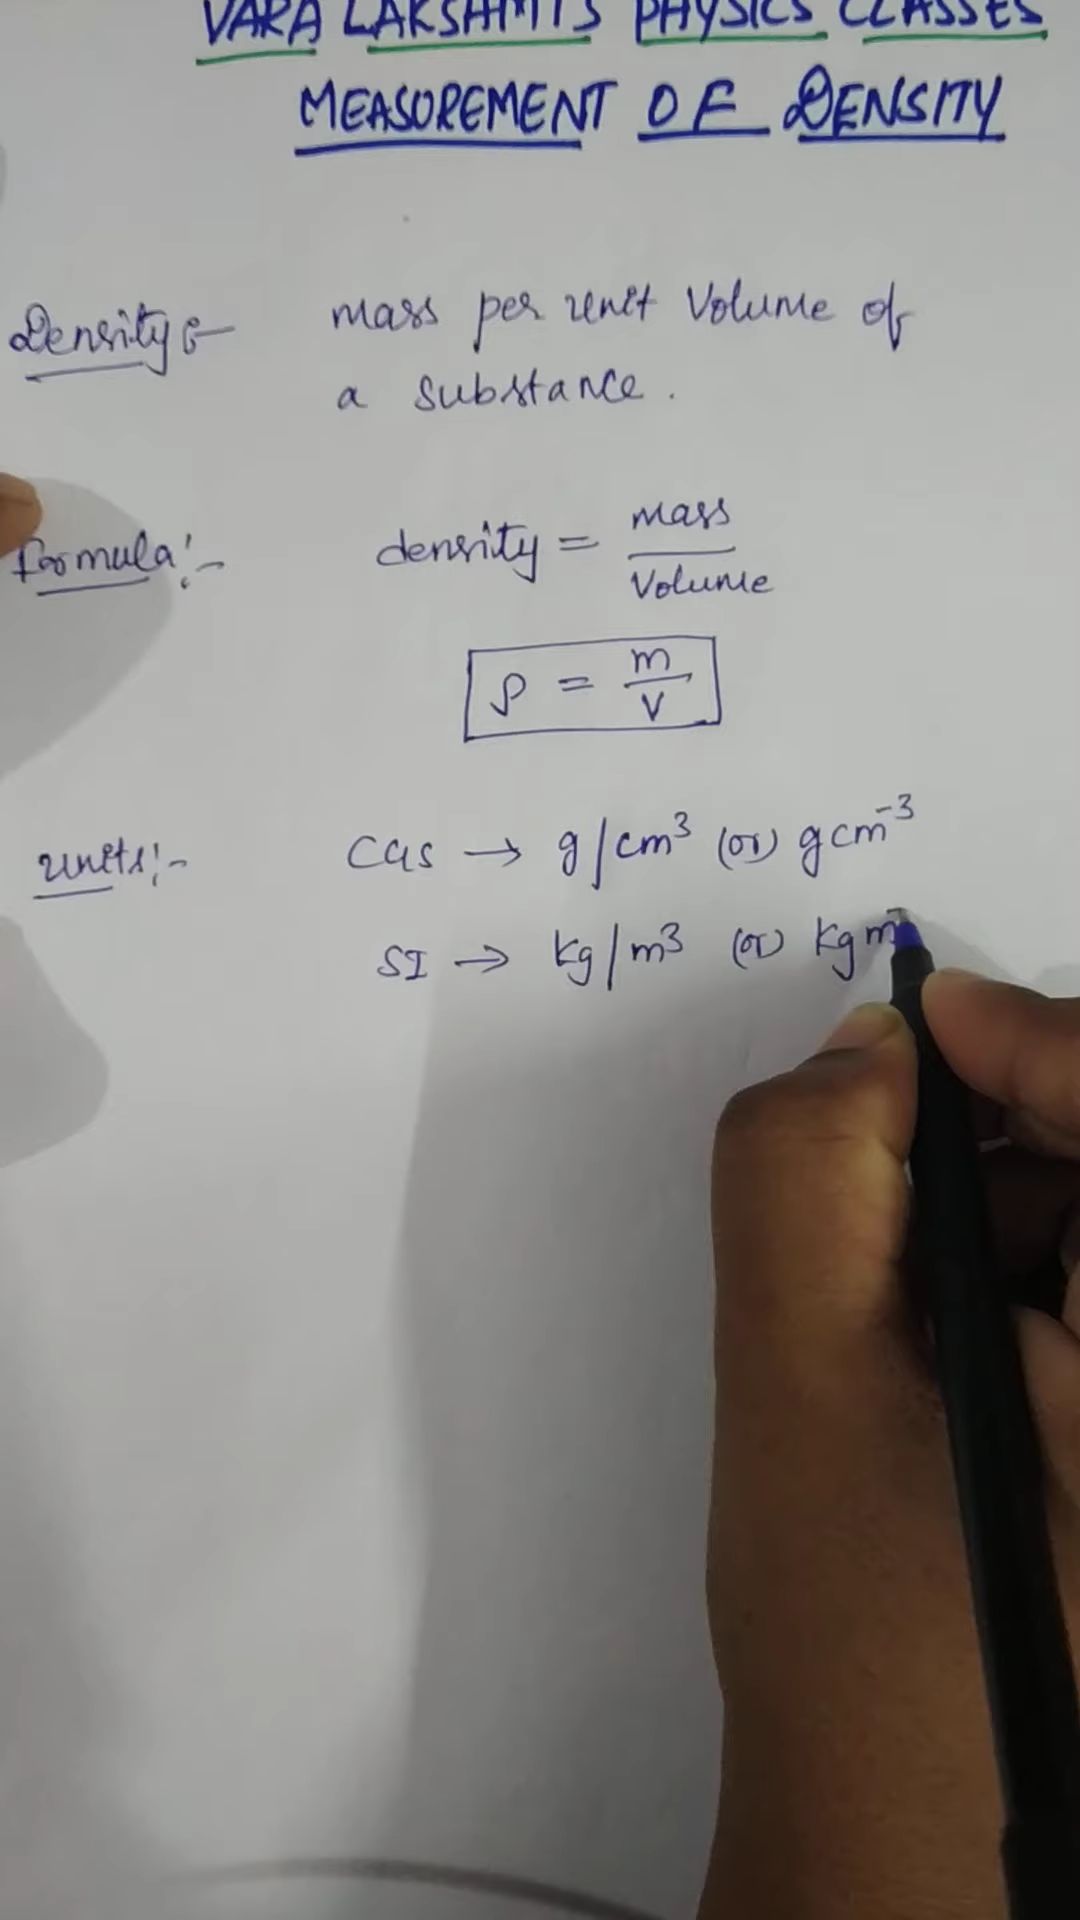 VARA LAKSHMI'S PHYSICS CLASSES
MEASUREMENT OF DENSITY
Density:- mass per unit Volume of
a substance.
formula:- density = mass/Volume
ρ = m/v
units:- CGS → g/cm³ (or) gcm⁻³
SI → kg/m³ (or) kgm⁻